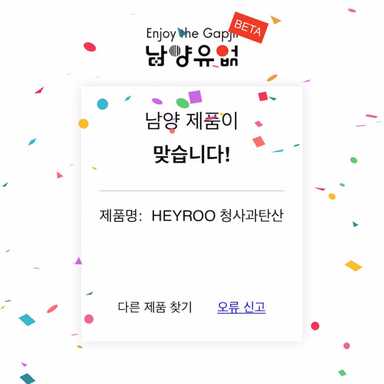 Enjoy the Gapjil
BETA
남양유없
남양 제품이
맞습니다!
제품명: HEYROO 청사과탄산
다른 제품 찾기 오류 신고